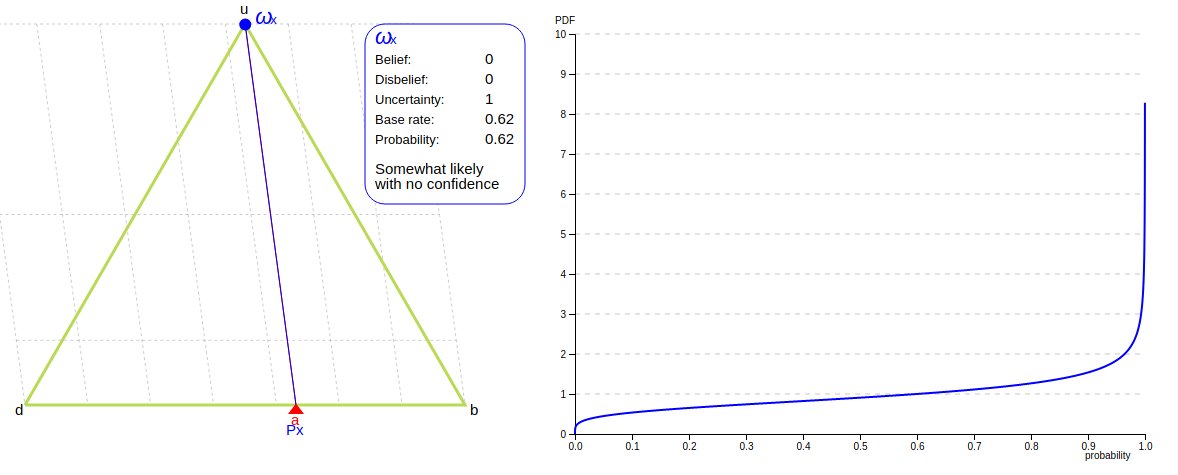 u
ωx
ωx
Belief: 0
Disbelief: 0
Uncertainty: 1
Base rate: 0.62
Probability: 0.62
Somewhat likely
with no confidence
d
b
a
Px
PDF
10
9
8
7
6
5
4
3
2
1
0
0.0 0.1 0.2 0.3 0.4 0.5 0.6 0.7 0.8 0.9 1.0
probability